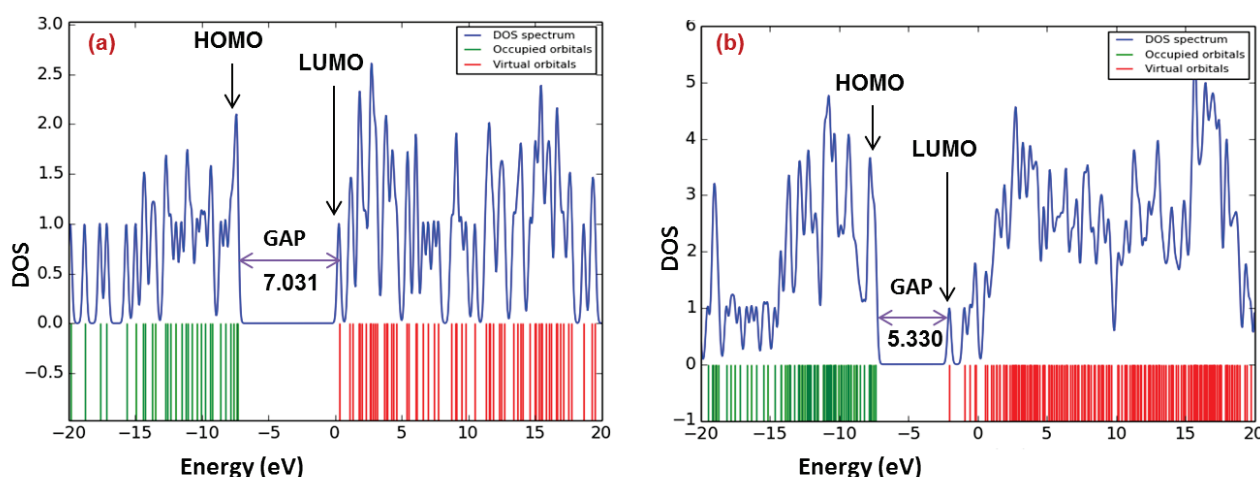 (a)
HOMO
LUMO
DOS spectrum
Occupied orbitals
Virtual orbitals
GAP
7.031
DOS
3.0
2.5
2.0
1.5
1.0
0.5
0.0
−0.5
−20 −15 −10 −5 0 5 10 15 20
Energy (eV)
(b)
HOMO
LUMO
DOS spectrum
Occupied orbitals
Virtual orbitals
GAP
5.330
DOS
6
5
4
3
2
1
0
−1
−20 −15 −10 −5 0 5 10 15 20
Energy (eV)